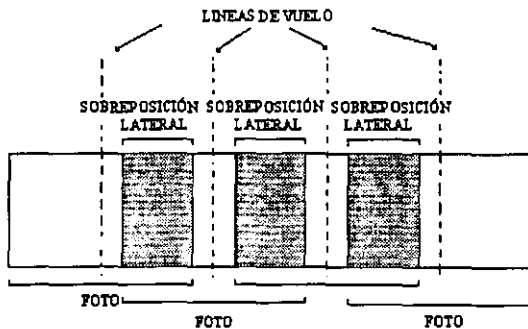 LINEAS DE VUELO
SOBREPOSICIÓN SOBREPOSICIÓN SOBREPOSICIÓN
LATERAL LATERAL LATERAL
FOTO
FOTO
FOTO